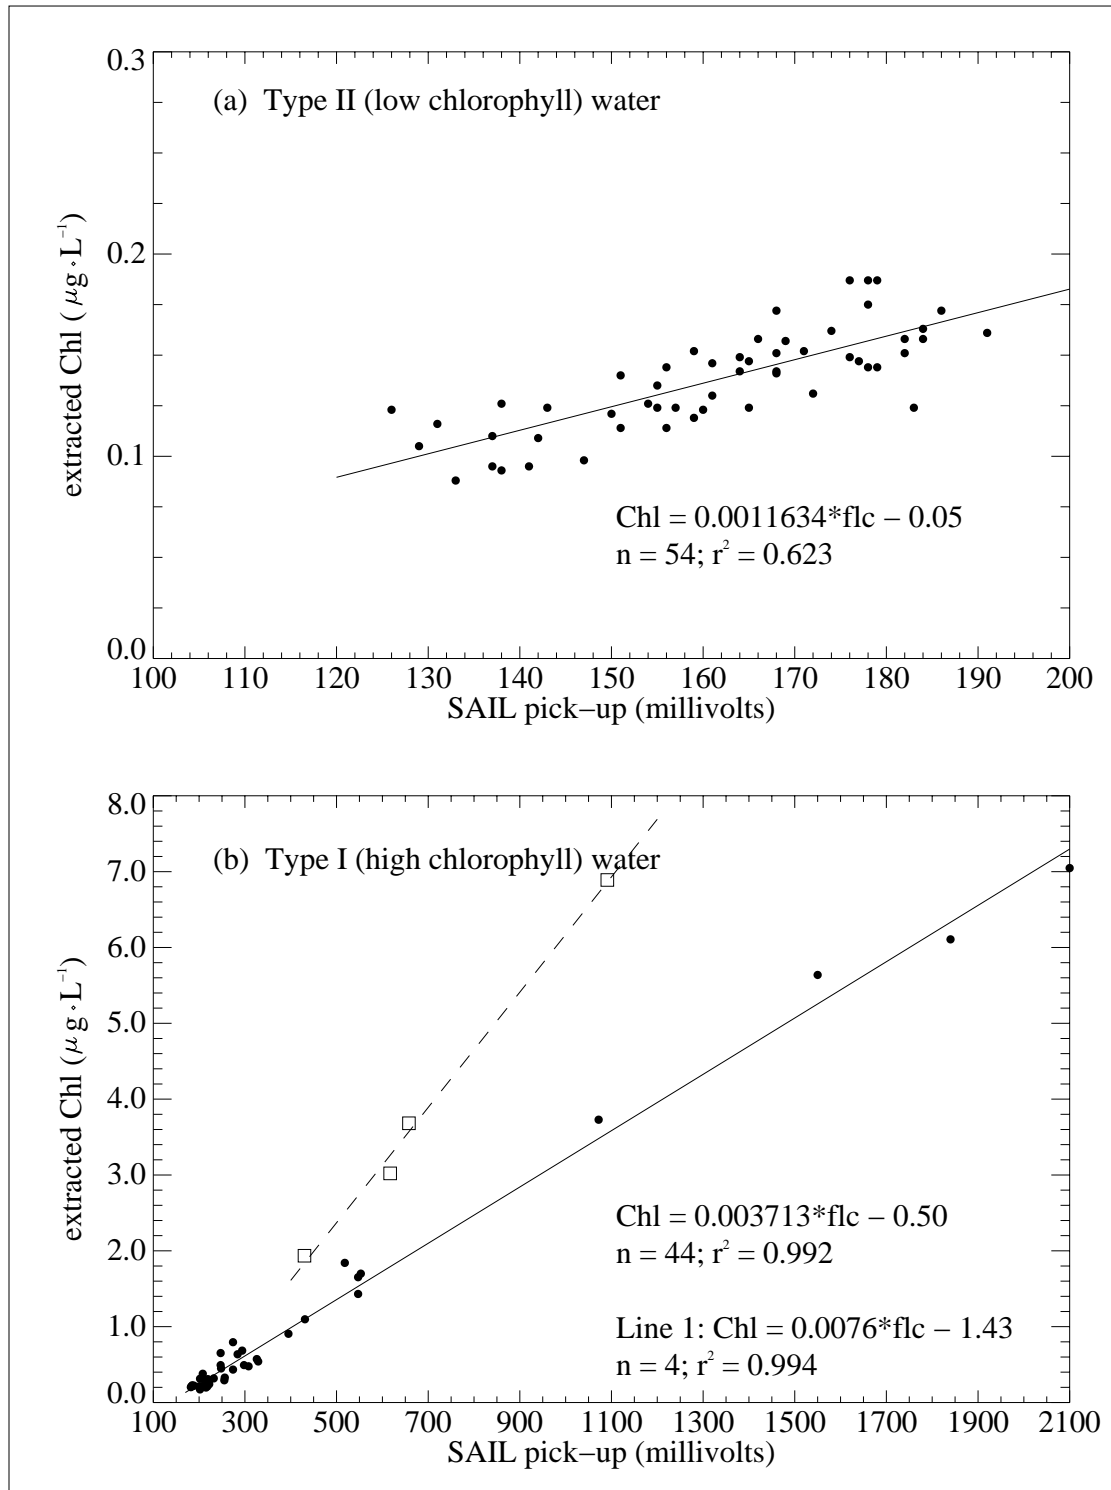 0.3
(a) Type II (low chlorophyll) water
0.2
extracted Chl ( μg·L⁻¹)
0.1
Chl = 0.0011634*flc − 0.05
n = 54; r² = 0.623
0.0
100 110 120 130 140 150 160 170 180 190 200
SAIL pick−up (millivolts)
8.0
(b) Type I (high chlorophyll) water
7.0
6.0
5.0
extracted Chl (μg·L⁻¹)
4.0
3.0
Chl = 0.003713*flc − 0.50
2.0
n = 44; r² = 0.992
1.0
Line 1: Chl = 0.0076*flc − 1.43
n = 4; r² = 0.994
0.0
100 300 500 700 900 1100 1300 1500 1700 1900 2100
SAIL pick−up (millivolts)